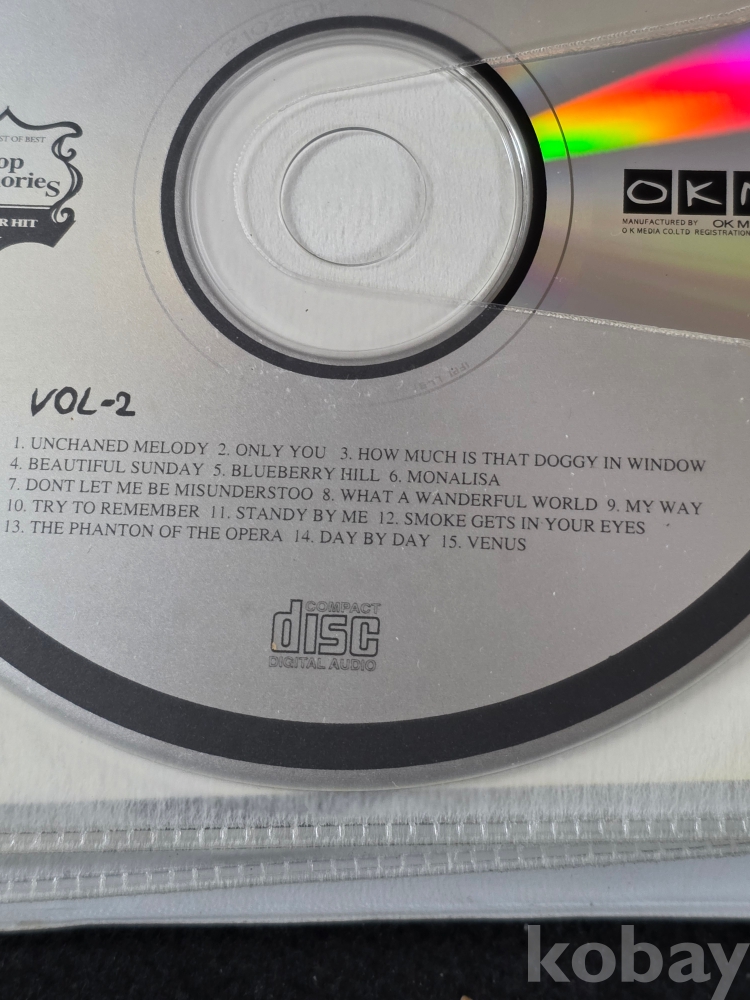 ST OF BEST
op
ories
R HIT
OK
MANUFACTURED BY OK M
O K MEDIA CO.LTD REGISTRATION
VOL-2
1. UNCHANED MELODY 2. ONLY YOU 3. HOW MUCH IS THAT DOGGY IN WINDOW
4. BEAUTIFUL SUNDAY 5. BLUEBERRY HILL 6. MONALISA
7. DONT LET ME BE MISUNDERSTOO 8. WHAT A WANDERFUL WORLD 9. MY WAY
10. TRY TO REMEMBER 11. STANDY BY ME 12. SMOKE GETS IN YOUR EYES
13. THE PHANTON OF THE OPERA 14. DAY BY DAY 15. VENUS
COMPACT
disc
DIGITAL AUDIO
kobay